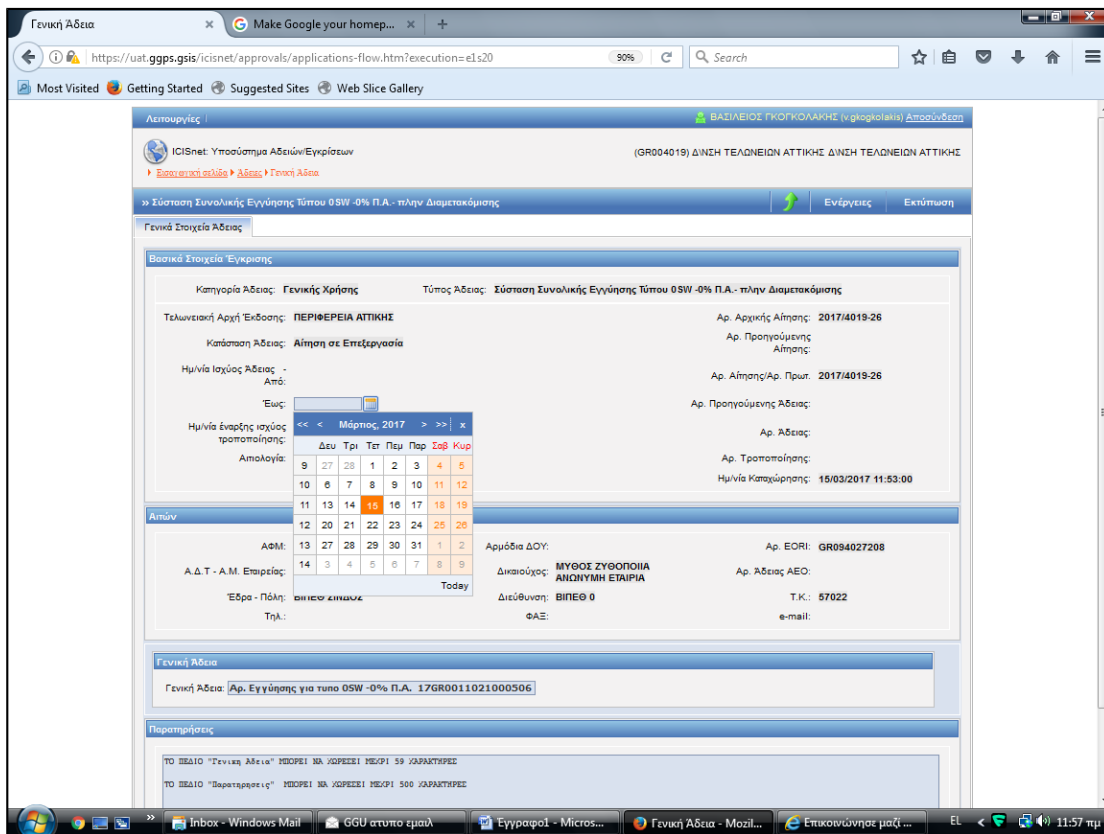 Γενική Άδεια × Make Google your homep... × +
https://uat.ggps.gsis/icisnet/approvals/applications-flow.htm?execution=e1s20 90% Search
Most Visited Getting Started Suggested Sites Web Slice Gallery
Λειτουργίες ΒΑΣΙΛΕΙΟΣ ΓΚΟΓΚΟΛΑΚΗΣ (v.gkogkolakis) Αποσύνδεση
ICISnet: Υποσύστημα Αδειών/Εγκρίσεων (GR004019) Δ\ΝΣΗ ΤΕΛΩΝΕΙΩΝ ΑΤΤΙΚΗΣ Δ\ΝΣΗ ΤΕΛΩΝΕΙΩΝ ΑΤΤΙΚΗΣ
Εισαγωγική σελίδα Άδειες Γενική Άδεια
» Σύσταση Συνολικής Εγγύησης Τύπου 0SW -0% Π.Α.- πλην Διαμετακόμισης Ενέργειες Εκτύπωση
Γενικά Στοιχεία Άδειας
Βασικά Στοιχεία Έγκρισης
Κατηγορία Άδειας: Γενικής Χρήσης Τύπος Άδειας: Σύσταση Συνολικής Εγγύησης Τύπου 0SW -0% Π.Α.- πλην Διαμετακόμισης
Τελωνειακή Αρχή Έκδοσης: ΠΕΡΙΦΕΡΕΙΑ ΑΤΤΙΚΗΣ Αρ. Αρχικής Αίτησης: 2017/4019-26
Κατάσταση Άδειας: Αίτηση σε Επεξεργασία Αρ. Προηγούμενης Αίτησης:
Ημ/νία Ισχύος Άδειας - Από: Αρ. Αίτησης/Αρ. Πρωτ. 2017/4019-26
Έως: Αρ. Προηγούμενης Άδειας:
Ημ/νία έναρξης ισχύος τροποποίησης: Αρ. Άδειας:
Αιτιολογία: Αρ. Τροποποίησης:
Ημ/νία Καταχώρησης: 15/03/2017 11:53:00
<< < Μάρτιος, 2017 > >> x
Δευ Τρι Τετ Πεμ Παρ Σαβ Κυρ
9 27 28 1 2 3 4 5
10 6 7 8 9 10 11 12
11 13 14 15 16 17 18 19
12 20 21 22 23 24 25 26
13 27 28 29 30 31 1 2
14 3 4 5 6 7 8 9
Today
Αιτών
ΑΦΜ: Αρμόδια ΔΟΥ: Αρ. EORI: GR094027208
Α.Δ.Τ - Α.Μ. Εταιρείας: Δικαιούχος: ΜΥΘΟΣ ΖΥΘΟΠΟΙΙΑ ΑΝΩΝΥΜΗ ΕΤΑΙΡΙΑ Αρ. Άδειας ΑΕΟ:
Έδρα - Πόλη: ΒΙΠΕΘ ΣΙΝΔΟΣ Διεύθυνση: ΒΙΠΕΘ 0 Τ.Κ.: 57022
Τηλ.: ΦΑΞ: e-mail:
Γενική Άδεια
Γενική Άδεια: Αρ. Εγγύησης για τυπο 0SW -0% Π.Α. 17GR0011021000506
Παρατηρήσεις
ΤΟ ΠΕΔΙΟ "Γενικη Αδεια" ΜΠΟΡΕΙ ΝΑ ΧΩΡΕΣΕΙ ΜΕΧΡΙ 59 ΧΑΡΑΚΤΗΡΕΣ
ΤΟ ΠΕΔΙΟ "Παρατηρησεις" ΜΠΟΡΕΙ ΝΑ ΧΩΡΕΣΕΙ ΜΕΧΡΙ 500 ΧΑΡΑΚΤΗΡΕΣ
» Inbox - Windows Mail GGU ατυπο εμαιλ Έγγραφο1 - Micros... Γενική Άδεια - Mozil... Επικοινώνησε μαζί ... EL < 11:57 πμ